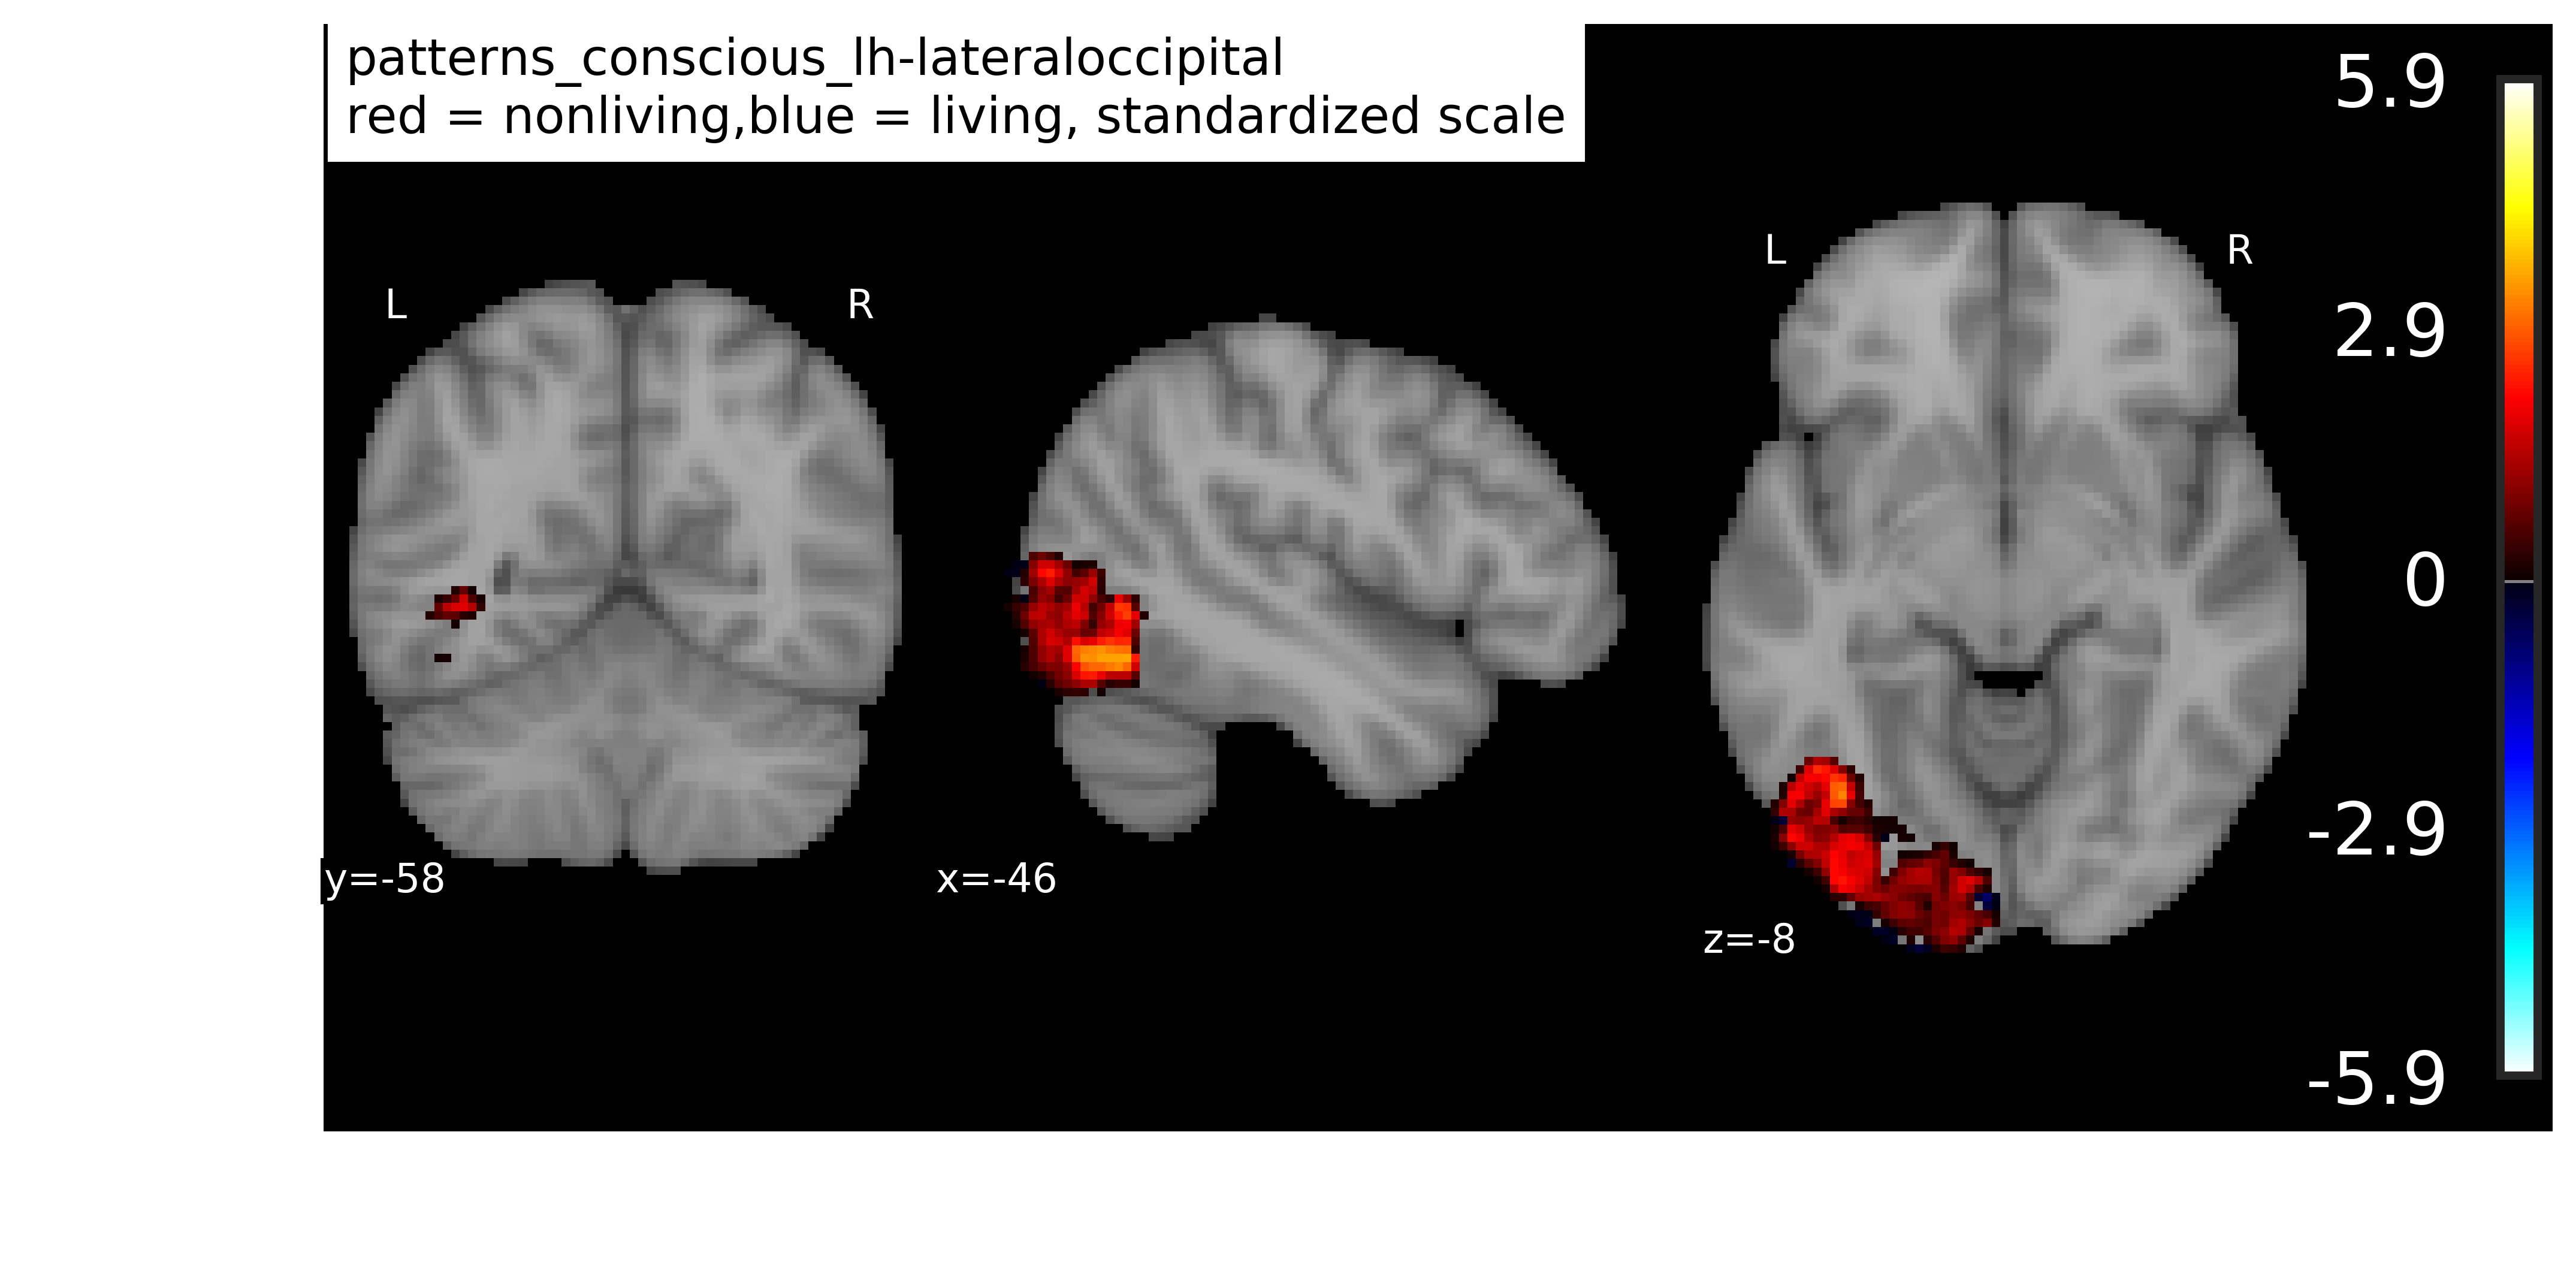 patterns_conscious_lh-lateraloccipital
red = nonliving,blue = living, standardized scale
L
R
y=-58
x=-46
L
R
z=-8
5.9
2.9
0
-2.9
-5.9